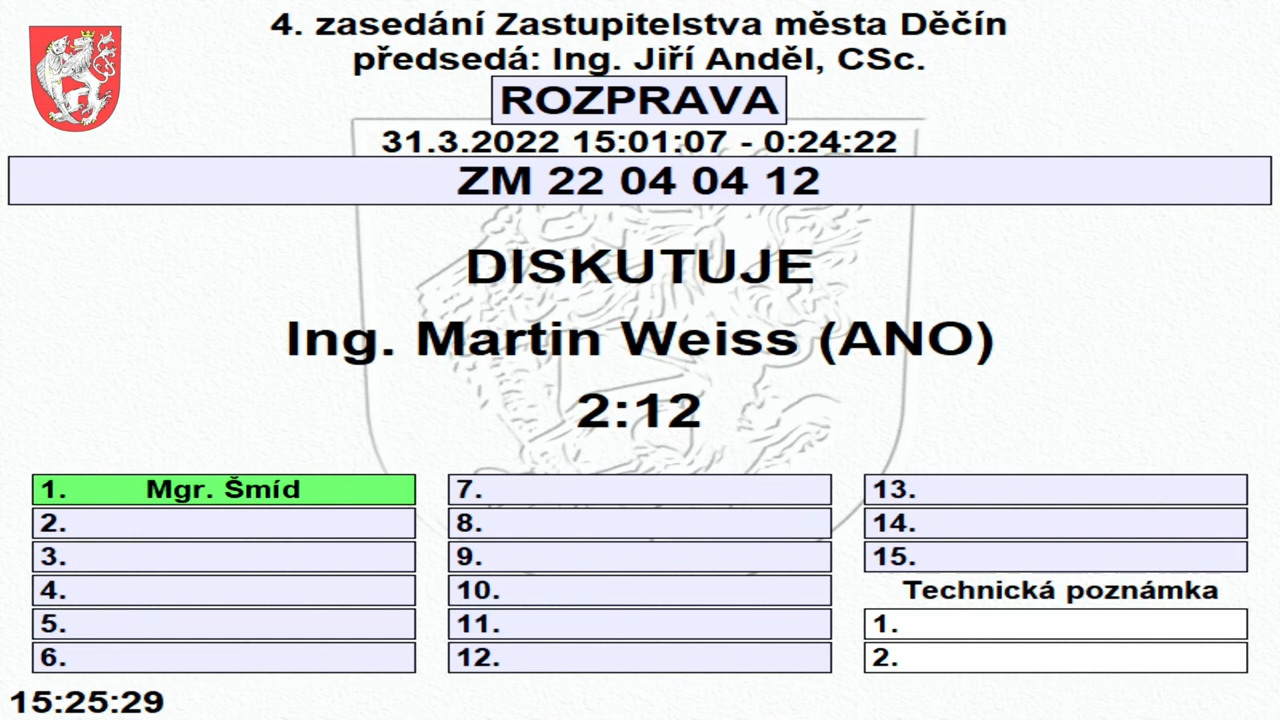 4. zasedání Zastupitelstva města Děčín
předsedá: Ing. Jiří Anděl, CSc.
ROZPRAVA
31.3.2022 15:01:07 - 0:24:22
ZM 22 04 04 12
DISKUTUJE
Ing. Martin Weiss (ANO)
2:12
1. Mgr. Šmíd
2.
3.
4.
5.
6.
7.
8.
9.
10.
11.
12.
13.
14.
15.
Technická poznámka
1.
2.
15:25:29